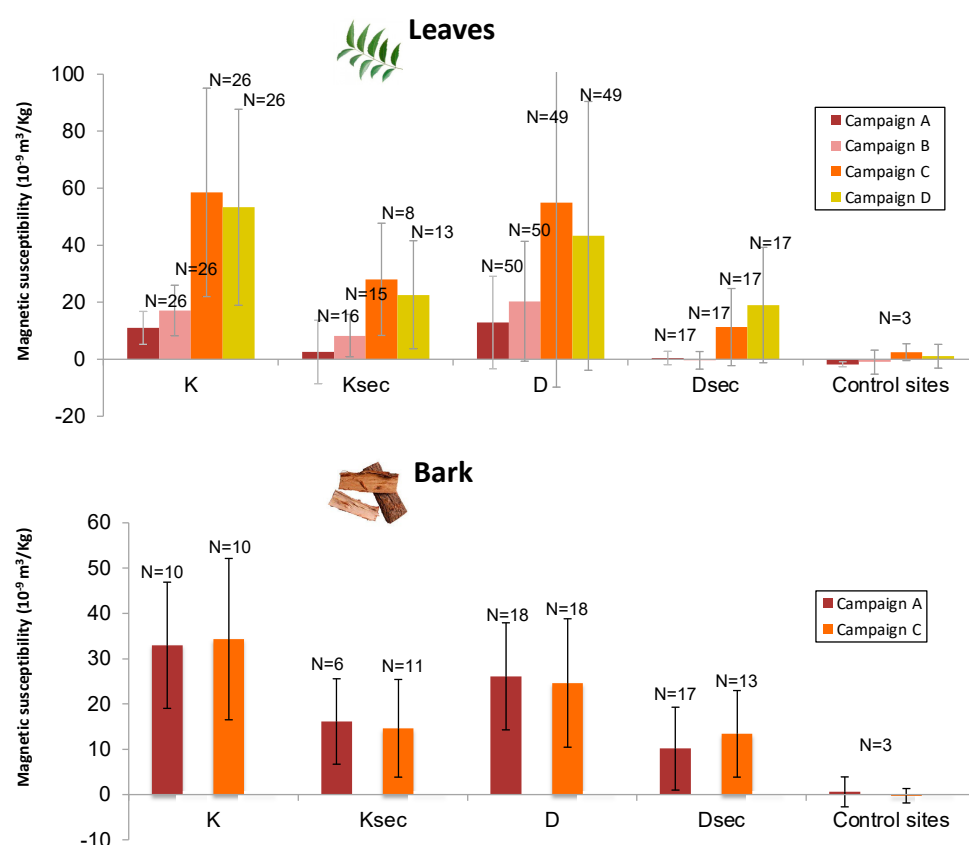 Leaves
Magnetic susceptibility (10⁻⁹ m³/Kg)
100
80
60
40
20
0
-20
N=26
N=26
N=26
N=26
N=16
N=15
N=8
N=13
N=50
N=50
N=49
N=49
N=17
N=17
N=17
N=17
N=3
K
Ksec
D
Dsec
Control sites
Campaign A
Campaign B
Campaign C
Campaign D
Bark
Magnetic susceptibility (10⁻⁹ m³/Kg)
60
50
40
30
20
10
0
-10
N=10
N=10
N=6
N=11
N=18
N=18
N=17
N=13
N=3
K
Ksec
D
Dsec
Control sites
Campaign A
Campaign C